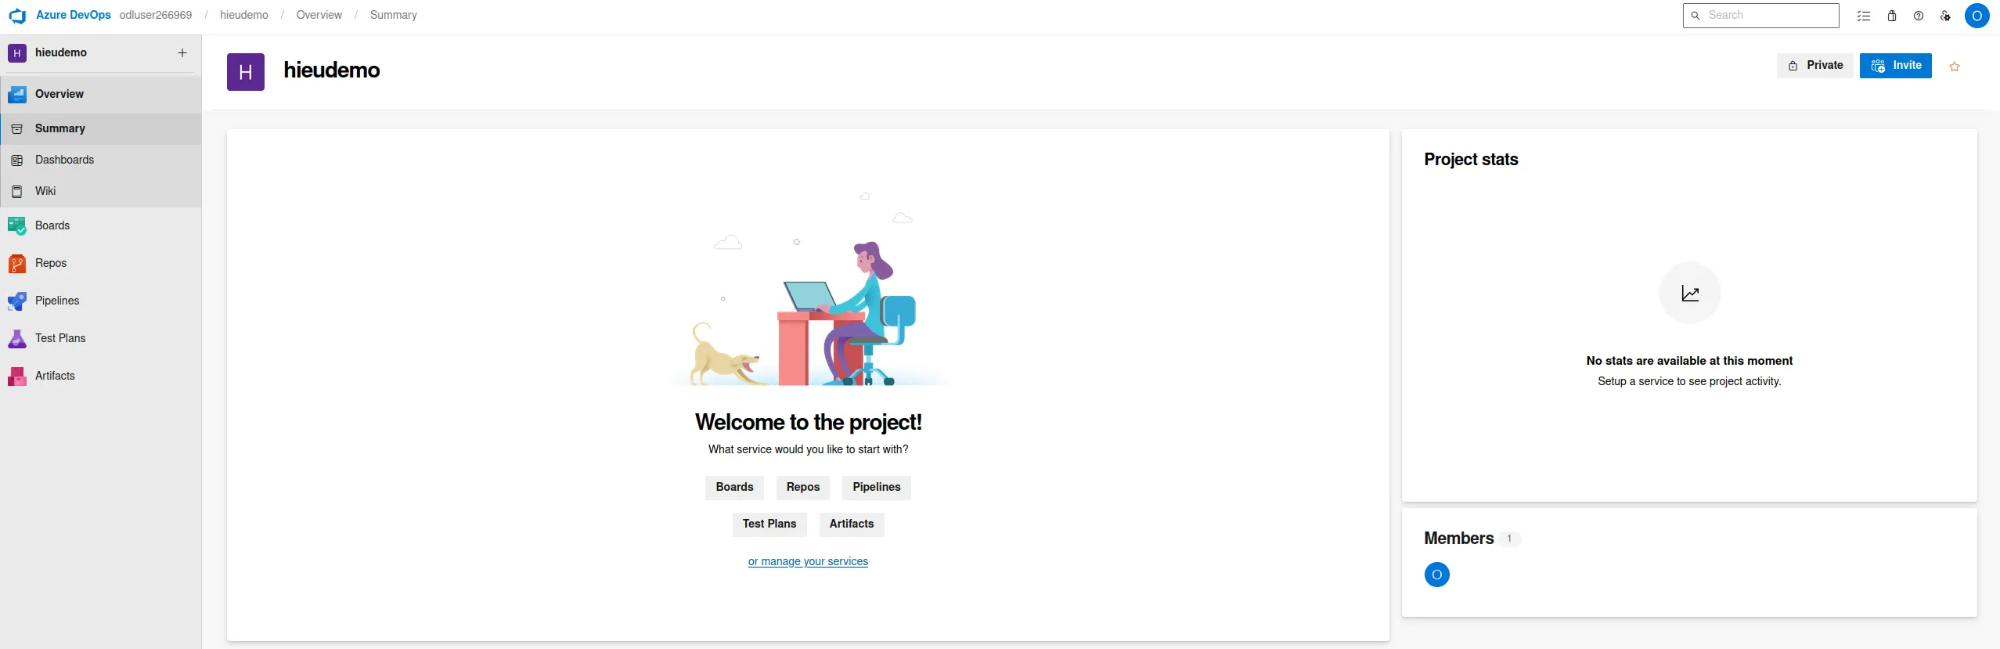 Azure DevOps odluser266969 / hieudemo / Overview / Summary
Search
O
H hieudemo +
Overview
Summary
Dashboards
Wiki
Boards
Repos
Pipelines
Test Plans
Artifacts
H hieudemo
Private
Invite
Welcome to the project!
What service would you like to start with?
Boards Repos Pipelines
Test Plans Artifacts
or manage your services
Project stats
No stats are available at this moment
Setup a service to see project activity.
Members 1
O